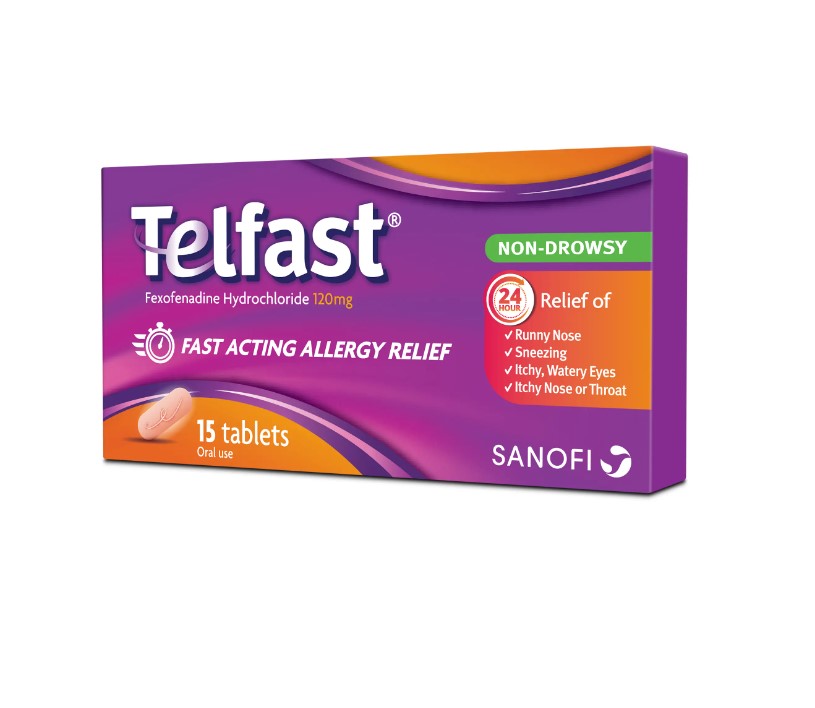 Telfast®
Fexofenadine Hydrochloride 120mg
FAST ACTING ALLERGY RELIEF
15 tablets
Oral use
NON-DROWSY
24 HOUR
Relief of
✓ Runny Nose
✓ Sneezing
✓ Itchy, Watery Eyes
✓ Itchy Nose or Throat
SANOFI